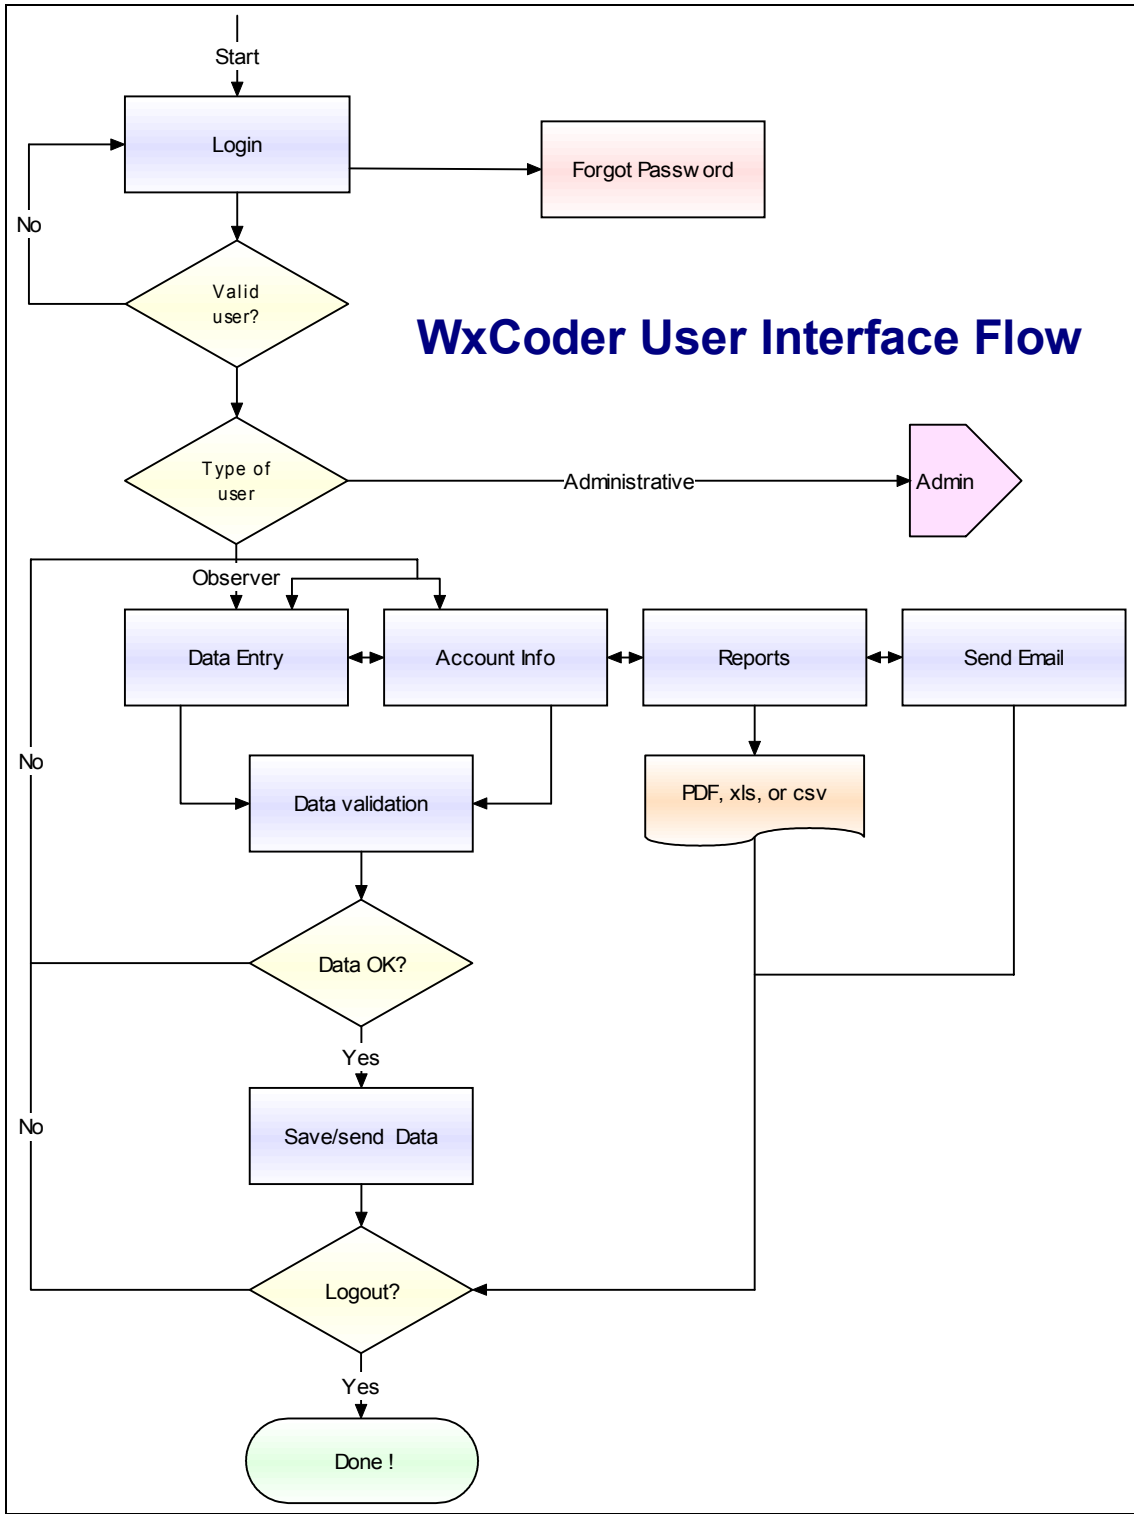 Start
Login
Forgot Password
No
Valid
user?
WxCoder User Interface Flow
Type of
user
Administrative
Admin
Observer
Data Entry
Account Info
Reports
Send Email
No
Data validation
PDF, xls, or csv
Data OK?
Yes
No
Save/send Data
Logout?
Yes
Done !